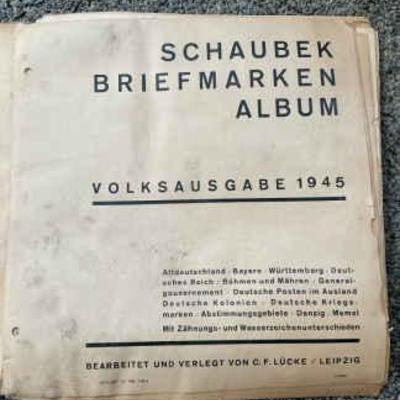 SCHAUBEK
BRIEFMARKEN
ALBUM
VOLKSAUSGABE 1945
Altdeutschland · Bayern · Württemberg · Deut-
sches Reich · Böhmen und Mähren · General-
gouvernement · Deutsche Posten im Ausland
Deutsche Kolonien · Deutsche Kriegs-
marken · Abstimmungsgebiete · Danzig · Memel
Mit Zähnungs- und Wasserzeichenunterschieden
BEARBEITET UND VERLEGT VON C. F. LÜCKE / LEIPZIG